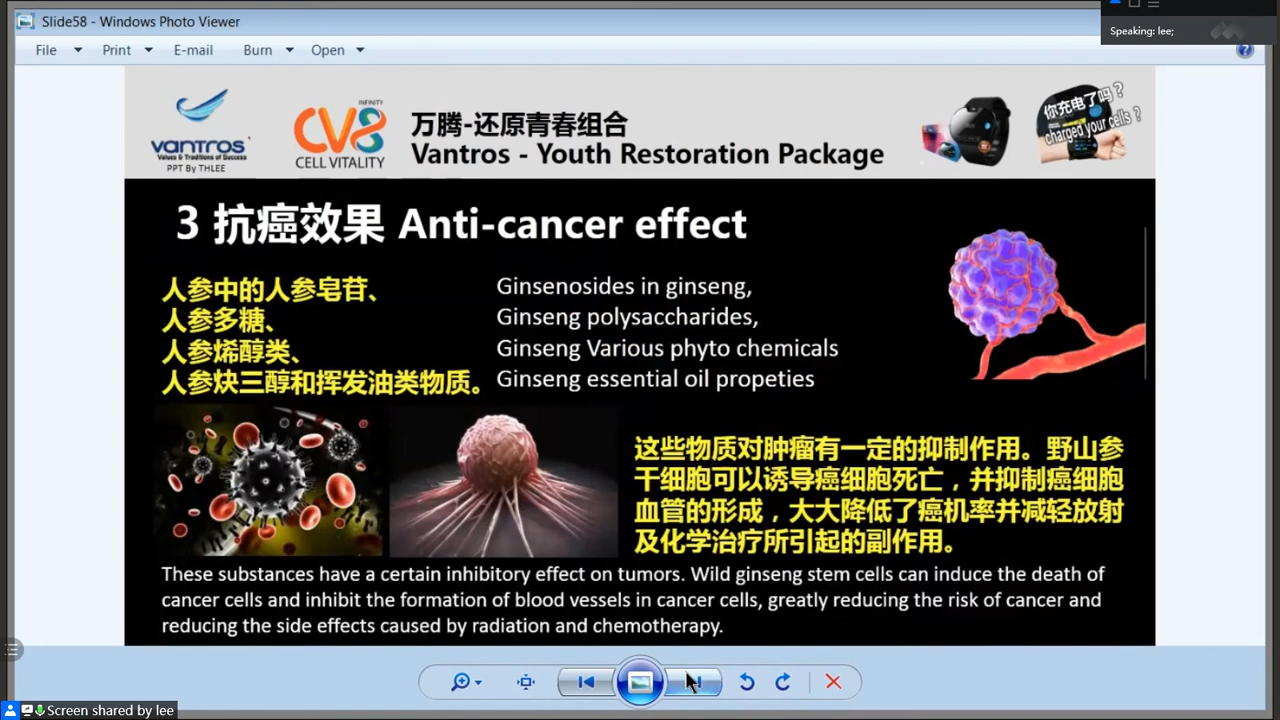 Slide58 - Windows Photo Viewer
Speaking: lee;
File Print E-mail Burn Open
vantros
Values & Traditions of Success
PPT By THLEE
INFINITY
CV8
CELL VITALITY
万腾-还原青春组合
Vantros - Youth Restoration Package
你充电了吗?
charged your cells ?
3 抗癌效果 Anti-cancer effect
人参中的人参皂苷、
人参多糖、
人参烯醇类、
人参炔三醇和挥发油类物质。
Ginsenosides in ginseng,
Ginseng polysaccharides,
Ginseng Various phyto chemicals
Ginseng essential oil propeties
这些物质对肿瘤有一定的抑制作用。野山参
干细胞可以诱导癌细胞死亡，并抑制癌细胞
血管的形成，大大降低了癌机率并减轻放射
及化学治疗所引起的副作用。
These substances have a certain inhibitory effect on tumors. Wild ginseng stem cells can induce the death of
cancer cells and inhibit the formation of blood vessels in cancer cells, greatly reducing the risk of cancer and
reducing the side effects caused by radiation and chemotherapy.
Screen shared by lee